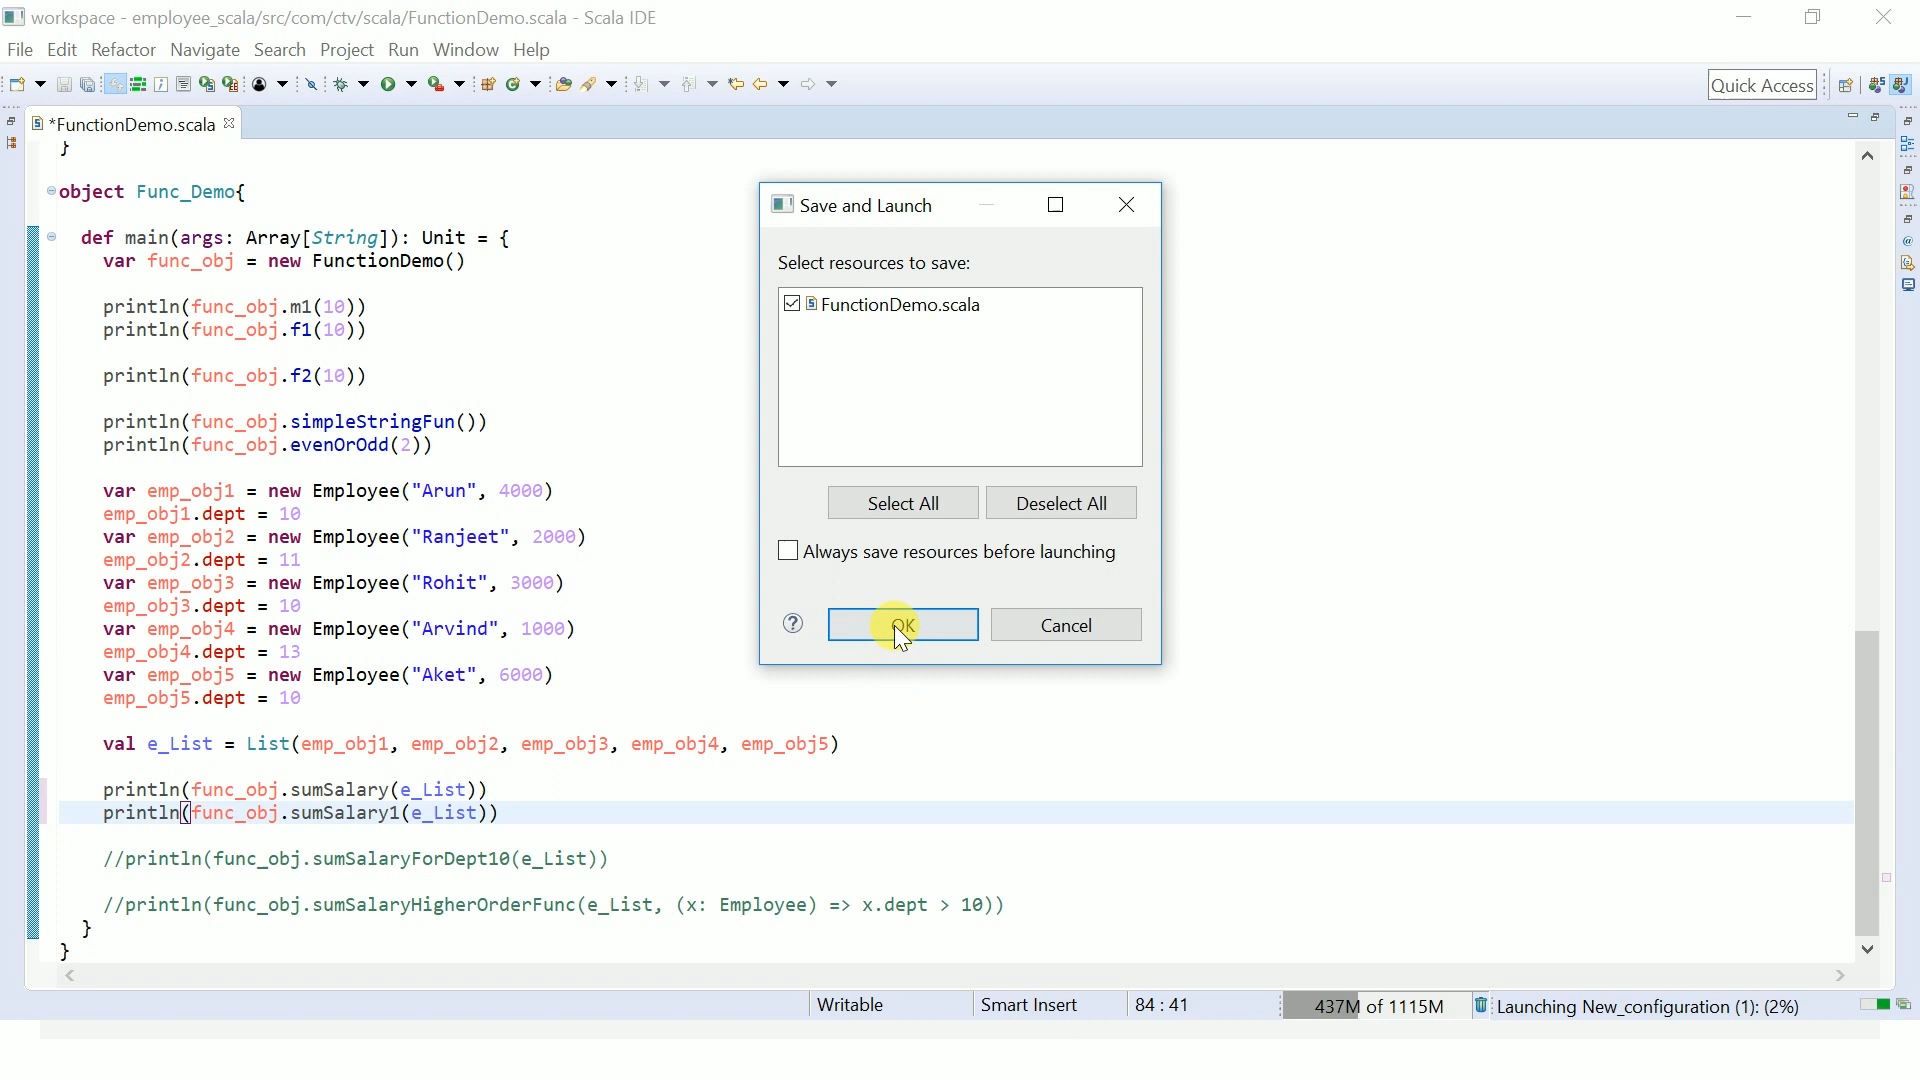 workspace - employee_scala/src/com/ctv/scala/FunctionDemo.scala - Scala IDE
File Edit Refactor Navigate Search Project Run Window Help
Quick Access
*FunctionDemo.scala
}
object Func_Demo{
def main(args: Array[String]): Unit = {
var func_obj = new FunctionDemo()
println(func_obj.m1(10))
println(func_obj.f1(10))
println(func_obj.f2(10))
println(func_obj.simpleStringFun())
println(func_obj.evenOrOdd(2))
var emp_obj1 = new Employee("Arun", 4000)
emp_obj1.dept = 10
var emp_obj2 = new Employee("Ranjeet", 2000)
emp_obj2.dept = 11
var emp_obj3 = new Employee("Rohit", 3000)
emp_obj3.dept = 10
var emp_obj4 = new Employee("Arvind", 1000)
emp_obj4.dept = 13
var emp_obj5 = new Employee("Aket", 6000)
emp_obj5.dept = 10
val e_List = List(emp_obj1, emp_obj2, emp_obj3, emp_obj4, emp_obj5)
println(func_obj.sumSalary(e_List))
println(func_obj.sumSalary1(e_List))
//println(func_obj.sumSalaryForDept10(e_List))
//println(func_obj.sumSalaryHigherOrderFunc(e_List, (x: Employee) => x.dept > 10))
}
}
Save and Launch
Select resources to save:
FunctionDemo.scala
Select All Deselect All
Always save resources before launching
OK Cancel
Writable Smart Insert 84 : 41 437M of 1115M Launching New_configuration (1): (2%)